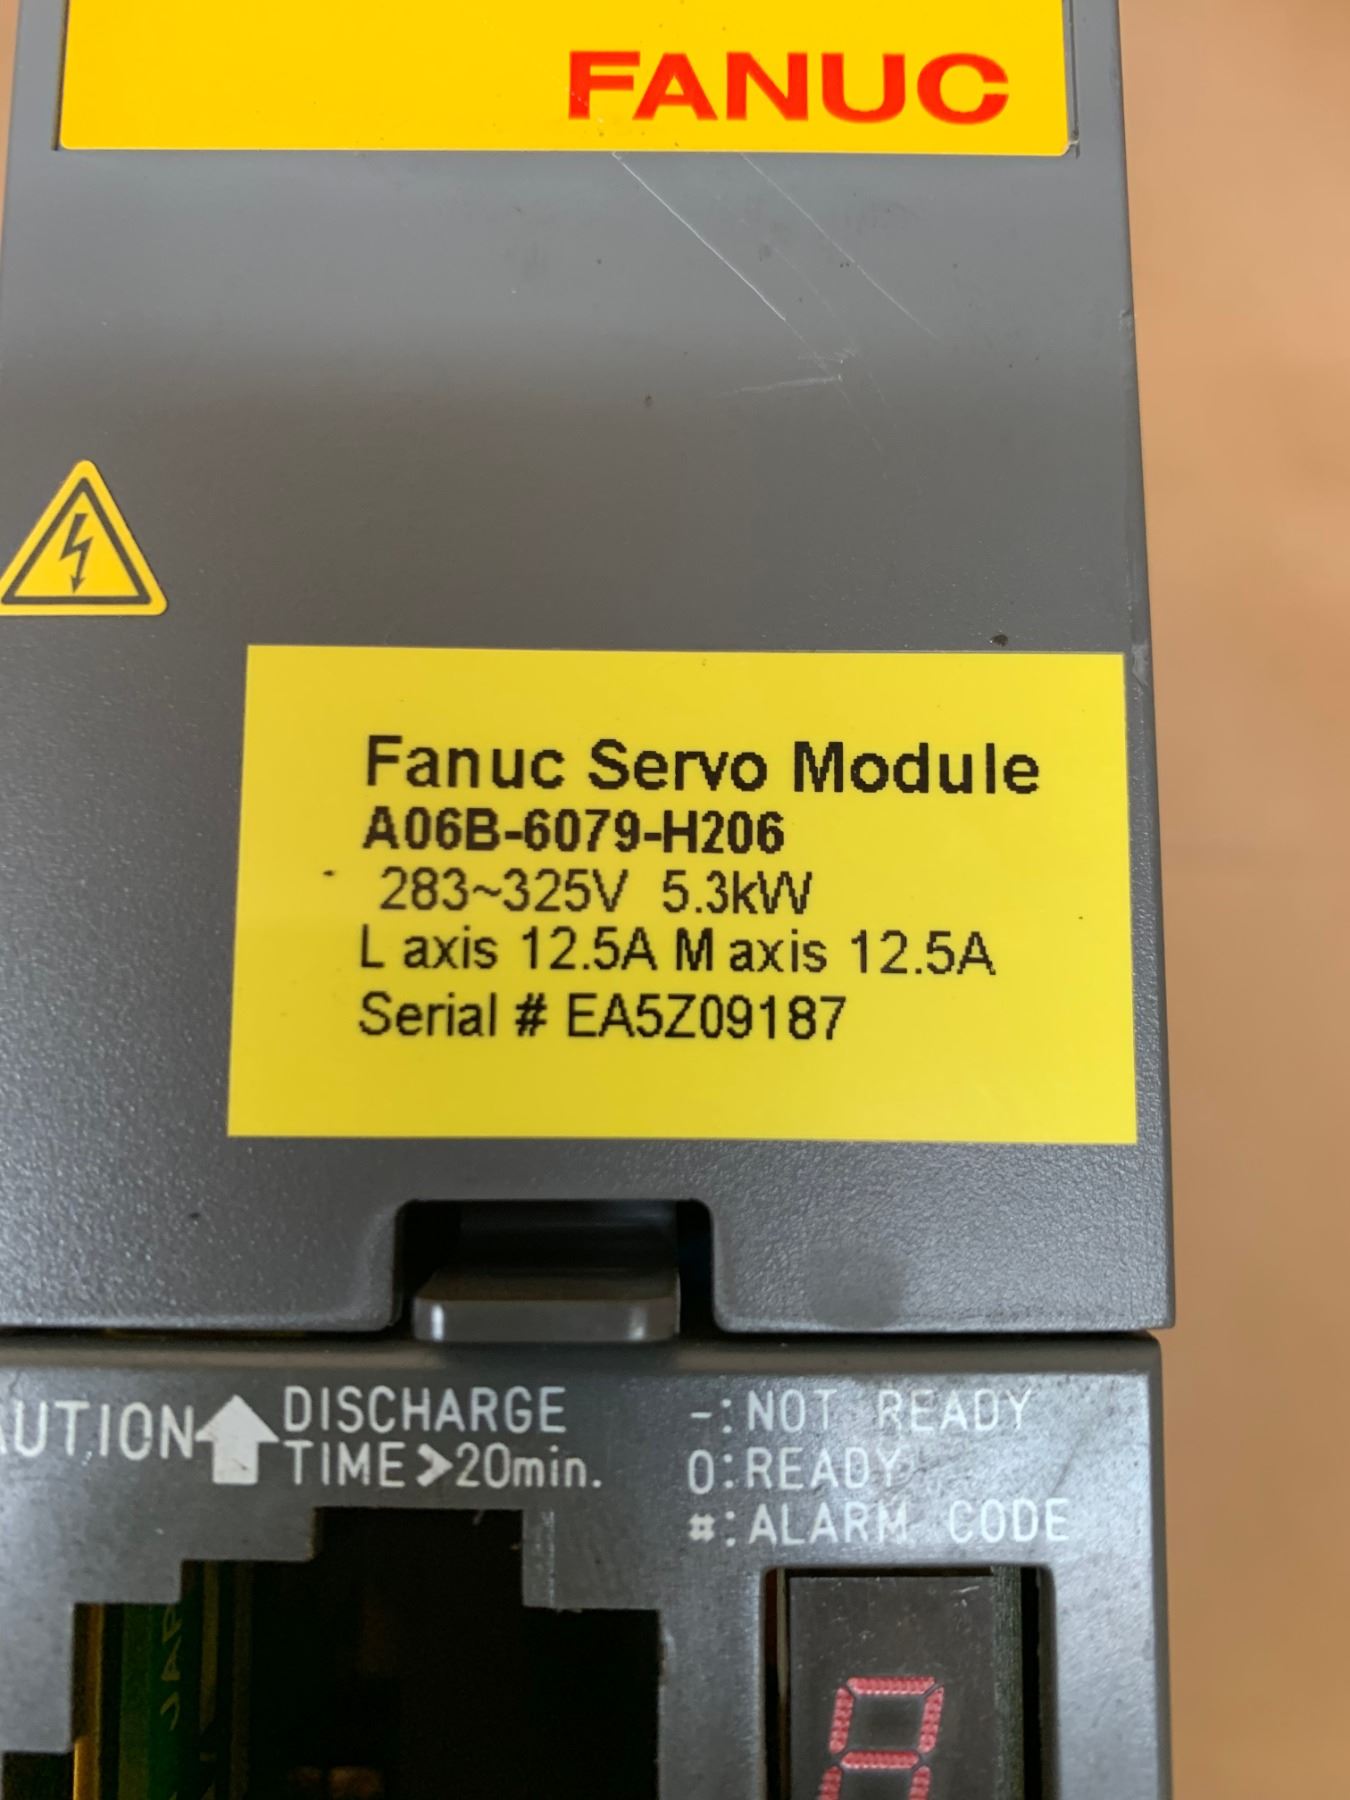 FANUC
Fanuc Servo Module
A06B-6079-H206
283~325V 5.3kW
L axis 12.5A M axis 12.5A
Serial # EA5Z09187
AUTION DISCHARGE
TIME>20min.
-: NOT READY
0: READY
#: ALARM CODE
JAP